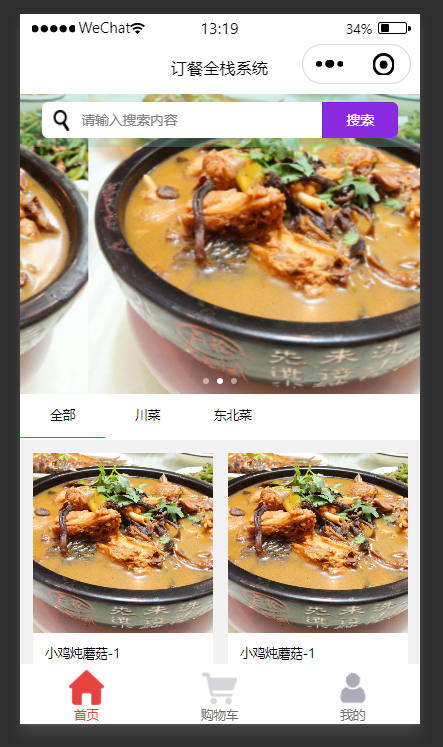 WeChat 13:19 34%
订餐全栈系统
请输入搜索内容 搜索
全部 川菜 东北菜
小鸡炖蘑菇-1 小鸡炖蘑菇-1
首页 购物车 我的